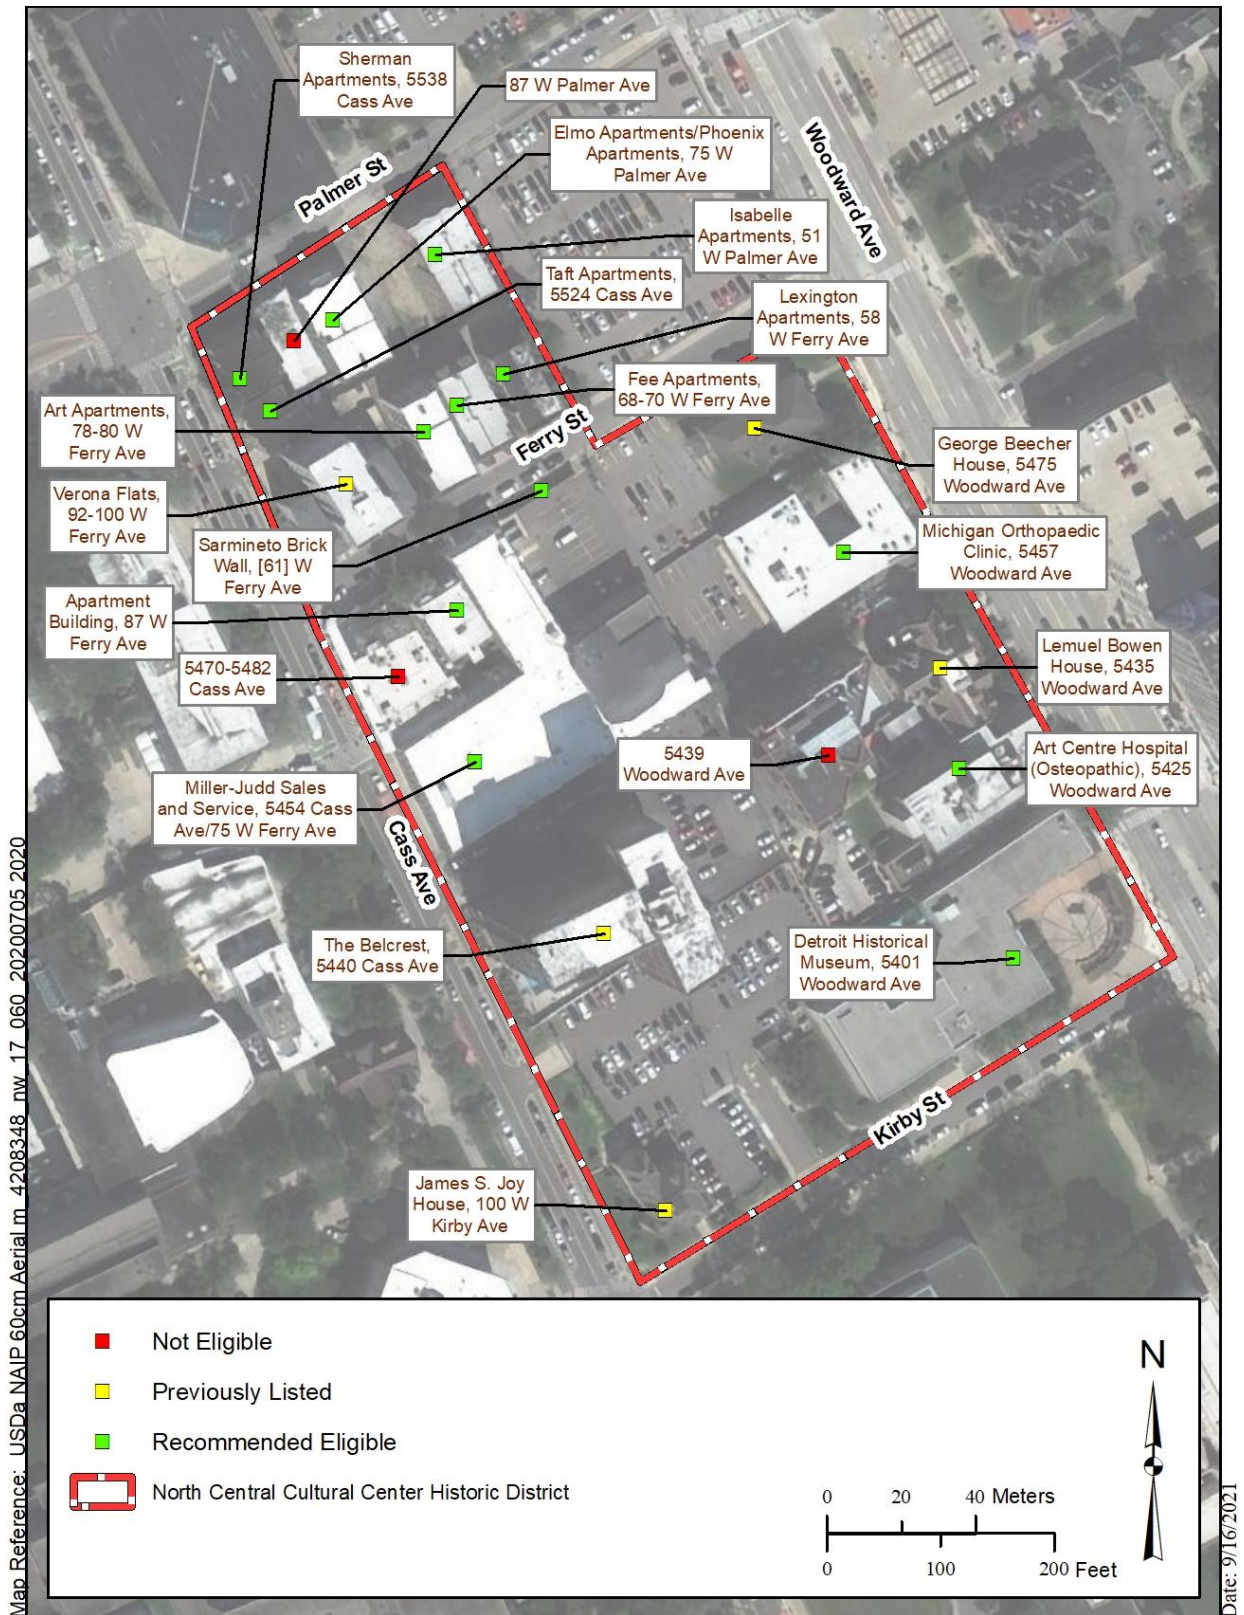 Sherman
Apartments, 5538
Cass Ave
87 W Palmer Ave
Elmo Apartments/Phoenix
Apartments, 75 W
Palmer Ave
Woodward Ave
Palmer St
Isabelle
Apartments, 51
W Palmer Ave
Taft Apartments,
5524 Cass Ave
Lexington
Apartments, 58
W Ferry Ave
Fee Apartments,
68-70 W Ferry Ave
Art Apartments,
78-80 W
Ferry Ave
Ferry St
George Beecher
House, 5475
Woodward Ave
Verona Flats,
92-100 W
Ferry Ave
Sarmineto Brick
Wall, [61] W
Ferry Ave
Michigan Orthopaedic
Clinic, 5457
Woodward Ave
Apartment
Building, 87 W
Ferry Ave
5470-5482
Cass Ave
Lemuel Bowen
House, 5435
Woodward Ave
5439
Woodward Ave
Art Centre Hospital
(Osteopathic), 5425
Woodward Ave
Miller-Judd Sales
and Service, 5454 Cass
Ave/75 W Ferry Ave
Cass Ave
The Belcrest,
5440 Cass Ave
Detroit Historical
Museum, 5401
Woodward Ave
Kirby St
James S. Joy
House, 100 W
Kirby Ave
Not Eligible
Previously Listed
Recommended Eligible
North Central Cultural Center Historic District
N
0 20 40 Meters
0 100 200 Feet
Map Reference: USDa NAIP 60cm Aerial m_4208348_nw_17_060_20200705 2020
Date: 9/16/2021